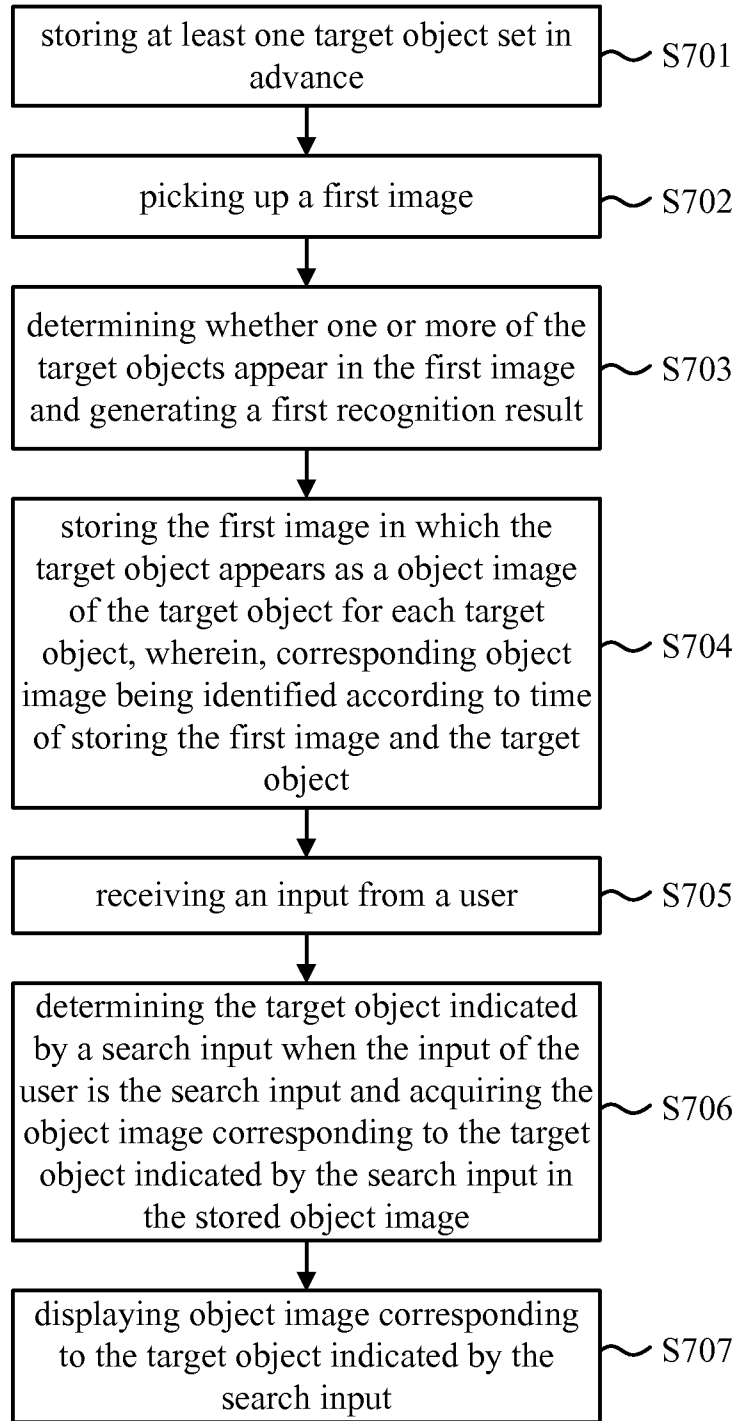 storing at least one target object set in
advance
S701
picking up a first image
S702
determining whether one or more of the
target objects appear in the first image
and generating a first recognition result
S703
storing the first image in which the
target object appears as a object image
of the target object for each target
object, wherein, corresponding object
image being identified according to time
of storing the first image and the target
object
S704
receiving an input from a user
S705
determining the target object indicated
by a search input when the input of the
user is the search input and acquiring the
object image corresponding to the target
object indicated by the search input in
the stored object image
S706
displaying object image corresponding
to the target object indicated by the
search input
S707